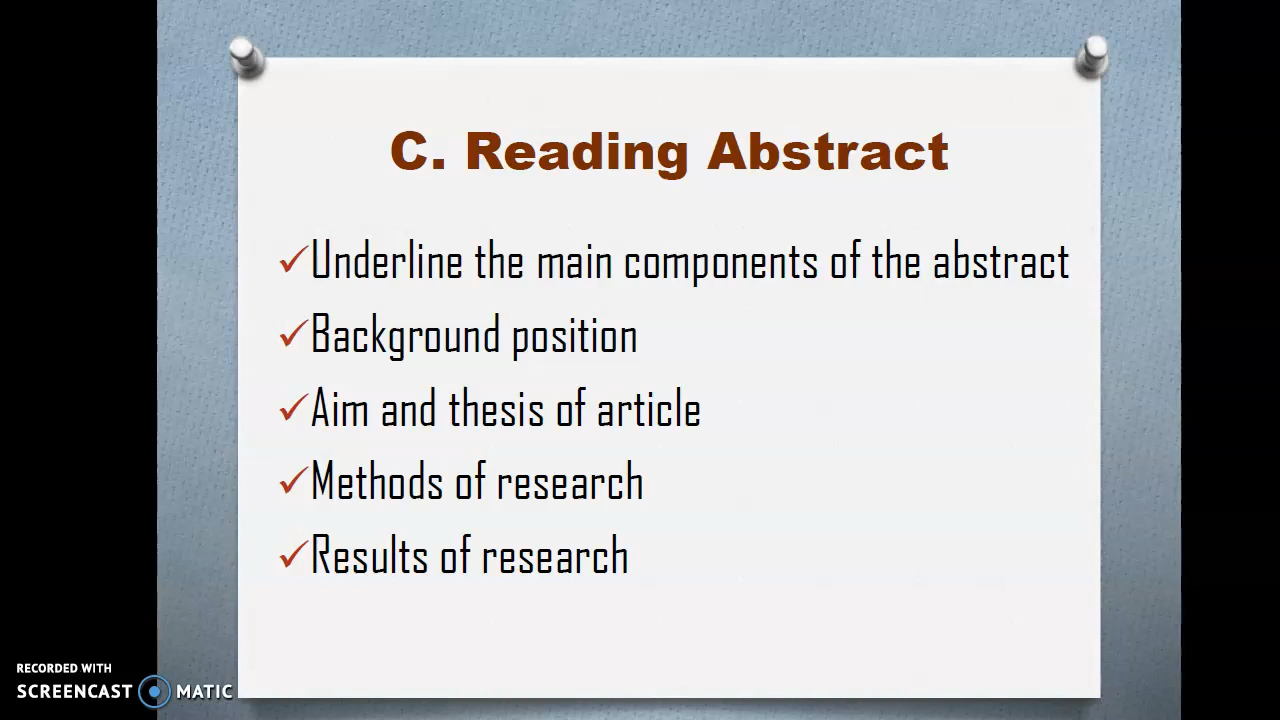 C. Reading Abstract
✓Underline the main components of the abstract
✓Background position
✓Aim and thesis of article
✓Methods of research
✓Results of research
RECORDED WITH
SCREENCAST MATIC